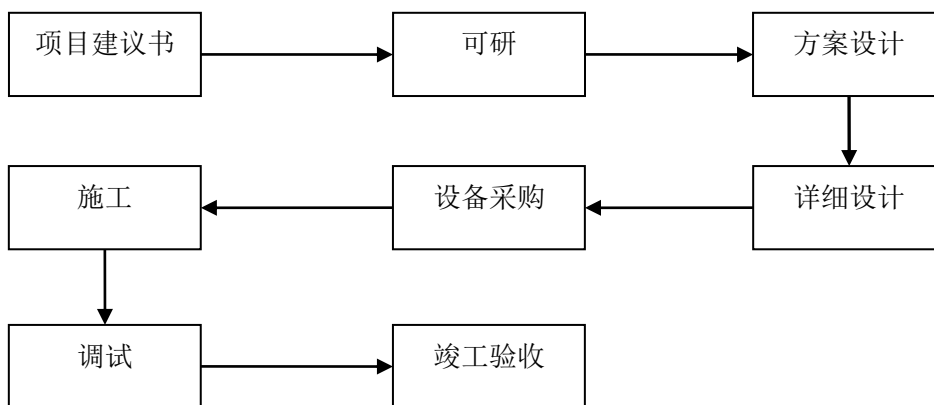 项目建议书
可研
方案设计
详细设计
设备采购
施工
调试
竣工验收